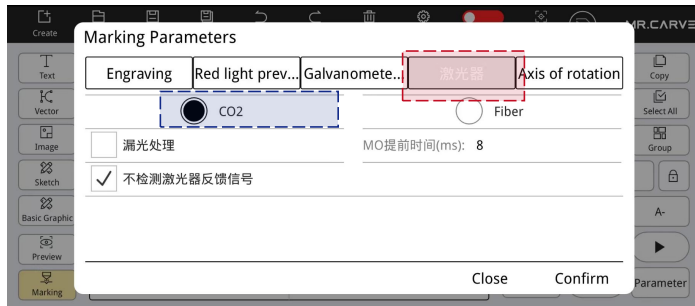 Create
MR.CARVE
Marking Parameters
Engraving
Red light prev...
Galvanomete...
激光器
Axis of rotation
CO2
Fiber
漏光处理
MO提前时间(ms): 8
不检测激光器反馈信号
Close
Confirm
Text
Vector
Image
Sketch
Basic Graphic
Preview
Marking
Copy
Select All
Group
A-
Parameter